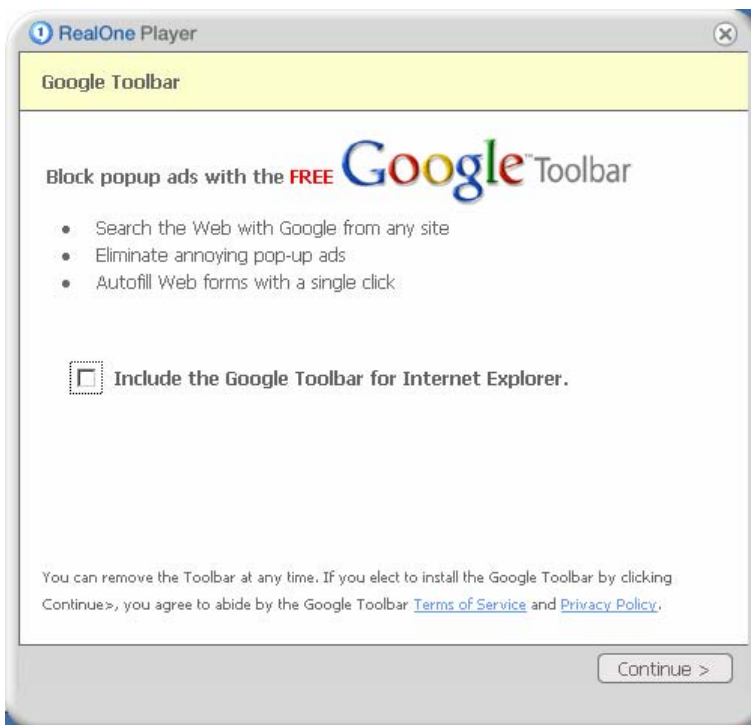 RealOne Player
Google Toolbar
Block popup ads with the FREE Google™ Toolbar
Search the Web with Google from any site
Eliminate annoying pop-up ads
Autofill Web forms with a single click
Include the Google Toolbar for Internet Explorer.
You can remove the Toolbar at any time. If you elect to install the Google Toolbar by clicking
Continue>, you agree to abide by the Google Toolbar Terms of Service and Privacy Policy.
Continue >